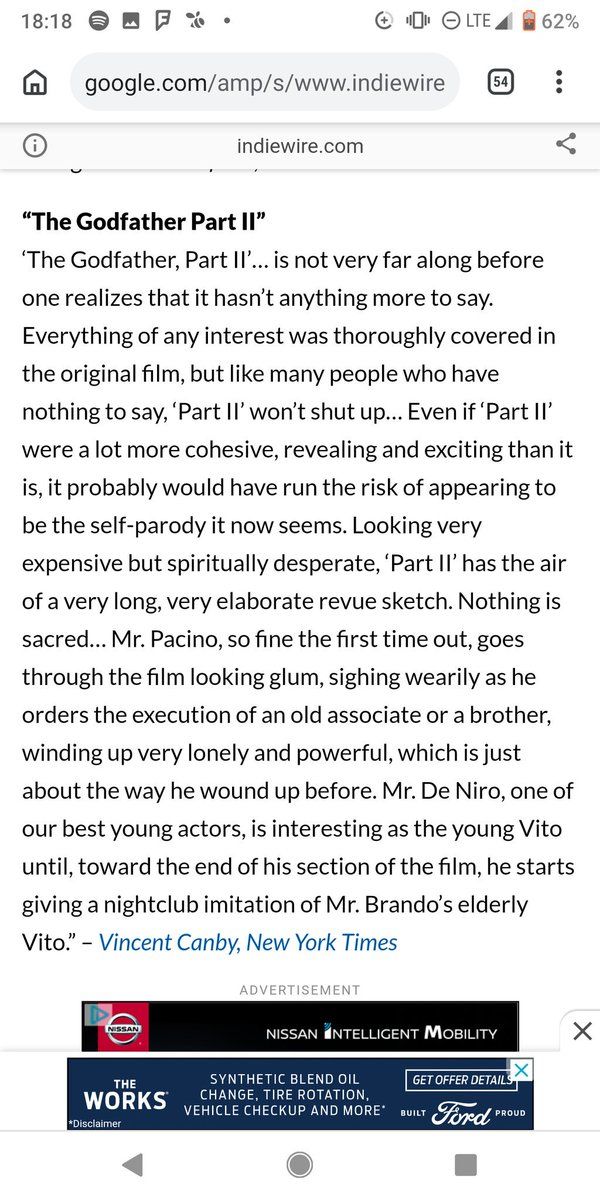 18:18
LTE 62%
google.com/amp/s/www.indiewire
54
indiewire.com
“The Godfather Part II”
‘The Godfather, Part II’... is not very far along before
one realizes that it hasn’t anything more to say.
Everything of any interest was thoroughly covered in
the original film, but like many people who have
nothing to say, ‘Part II’ won’t shut up... Even if ‘Part II’
were a lot more cohesive, revealing and exciting than it
is, it probably would have run the risk of appearing to
be the self-parody it now seems. Looking very
expensive but spiritually desperate, ‘Part II’ has the air
of a very long, very elaborate revue sketch. Nothing is
sacred... Mr. Pacino, so fine the first time out, goes
through the film looking glum, sighing wearily as he
orders the execution of an old associate or a brother,
winding up very lonely and powerful, which is just
about the way he wound up before. Mr. De Niro, one of
our best young actors, is interesting as the young Vito
until, toward the end of his section of the film, he starts
giving a nightclub imitation of Mr. Brando’s elderly
Vito.” – Vincent Canby, New York Times
ADVERTISEMENT
NISSAN
NISSAN INTELLIGENT MOBILITY
THE
WORKS
*Disclaimer
SYNTHETIC BLEND OIL
CHANGE, TIRE ROTATION,
VEHICLE CHECKUP AND MORE*
GET OFFER DETAILS
BUILT Ford PROUD